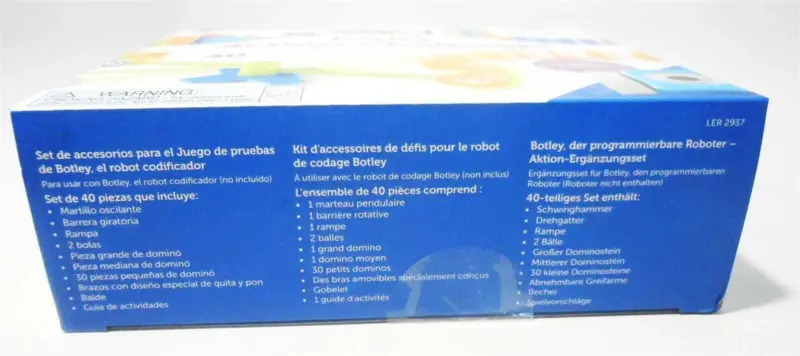 WARNING:
LER 2937
Set de accesorios para el Juego de pruebas
de Botley, el robot codificador
Para usar con Botley, el robot codificador (no incluido)
Set de 40 piezas que incluye:
• Martillo oscilante
• Barrera giratoria
• Rampa
• 2 bolas
• Pieza grande de dominó
• Pieza mediana de dominó
• 30 piezas pequeñas de dominó
• Brazos con diseño especial de quita y pon
• Balde
• Guía de actividades
Kit d'accessoires de défis pour le robot
de codage Botley
À utiliser avec le robot de codage Botley (non inclus)
L'ensemble de 40 pièces comprend :
• 1 marteau pendulaire
• 1 barrière rotative
• 1 rampe
• 2 balles
• 1 grand domino
• 1 domino moyen
• 30 petits dominos
• Des bras amovibles spécialement conçus
• Gobelet
• 1 guide d'activités
Botley, der programmierbare Roboter –
Aktion-Ergänzungsset
Ergänzungsset für Botley, den programmierbaren
Roboter (Roboter nicht enthalten)
40-teiliges Set enthält:
• Schwinghammer
• Drehgatter
• Rampe
• 2 Bälle
• Großer Dominostein
• Mittlerer Dominostein
• 30 kleine Dominosteine
• Abnehmbare Greifarme
• Becher
• Spielvorschläge